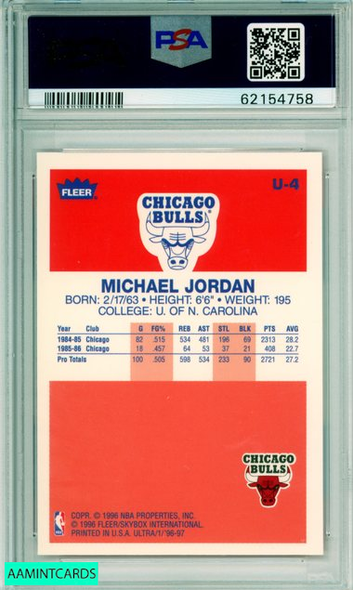 PSA
62154758
FLEER
U-4
CHICAGO
BULLS
MICHAEL JORDAN
BORN: 2/17/63 • HEIGHT: 6'6" • WEIGHT: 195
COLLEGE: U. OF N. CAROLINA
Year Club G FG% REB AST STL BLK PTS AVG
1984-85 Chicago 82 .515 534 481 196 69 2313 28.2
1985-86 Chicago 18 .457 64 53 37 21 408 22.7
Pro Totals 100 .505 598 534 233 90 2721 27.2
CHICAGO
BULLS
COPR. © 1996 NBA PROPERTIES, INC
© 1996 FLEER/SKYBOX INTERNATIONAL.
PRINTED IN U.S.A. ULTRA/1/'96-97
AAMINTCARDS